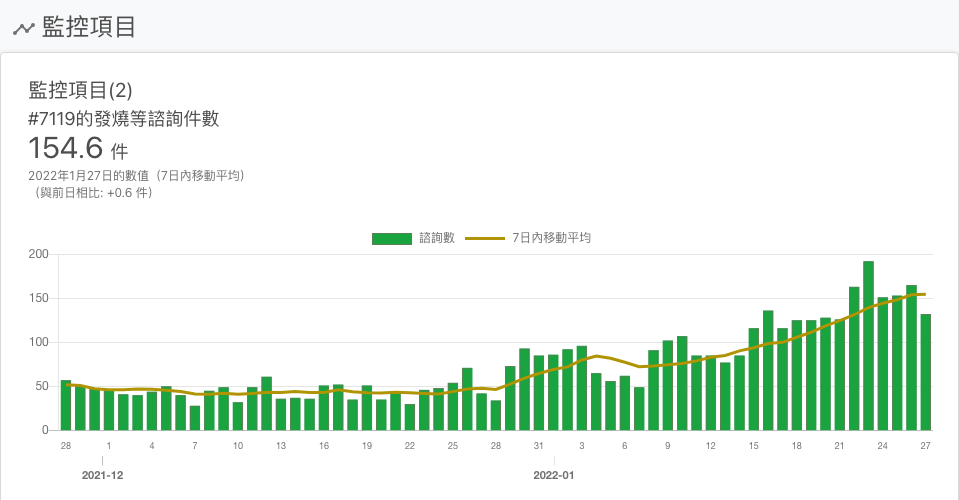 監控項目
監控項目(2)
#7119的發燒等諮詢件數
154.6 件
2022年1月27日的數值（7日內移動平均）
（與前日相比: +0.6 件）
諮詢數 7日內移動平均
200
150
100
50
0
28 1 4 7 10 13 16 19 22 25 28 31 3 6 9 12 15 18 21 24 27
2021-12 2022-01